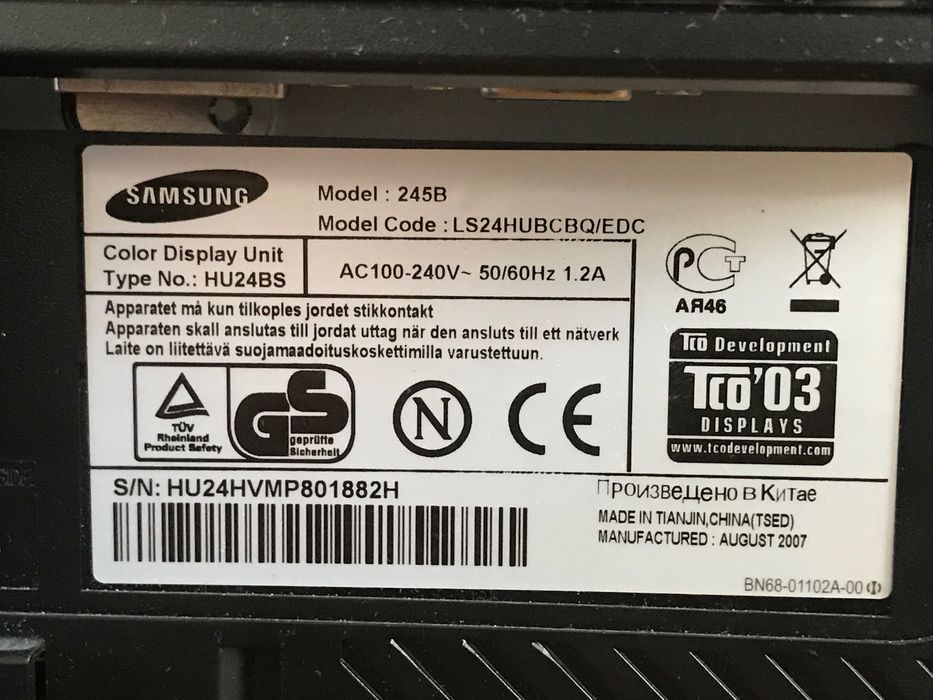 SAMSUNG
Model : 245B
Model Code : LS24HUBCBQ/EDC
Color Display Unit
Type No.: HU24BS
AC100-240V~ 50/60Hz 1.2A
Apparatet må kun tilkoples jordet stikkontakt
Apparaten skall anslutas till jordat uttag när den ansluts till ett nätverk
Laite on liitettävä suojamaadoituskoskettimilla varustettuun.
TÜV
Rheinland
Product Safety
GS
geprüfte
Sicherheit
N
CE
РСТ
АЯ46
TCO Development
TCO'03
DISPLAYS
www.tcodevelopment.com
S/N: HU24HVMP801882H
Произведено в Китае
MADE IN TIANJIN,CHINA(TSED)
MANUFACTURED : AUGUST 2007
BN68-01102A-00